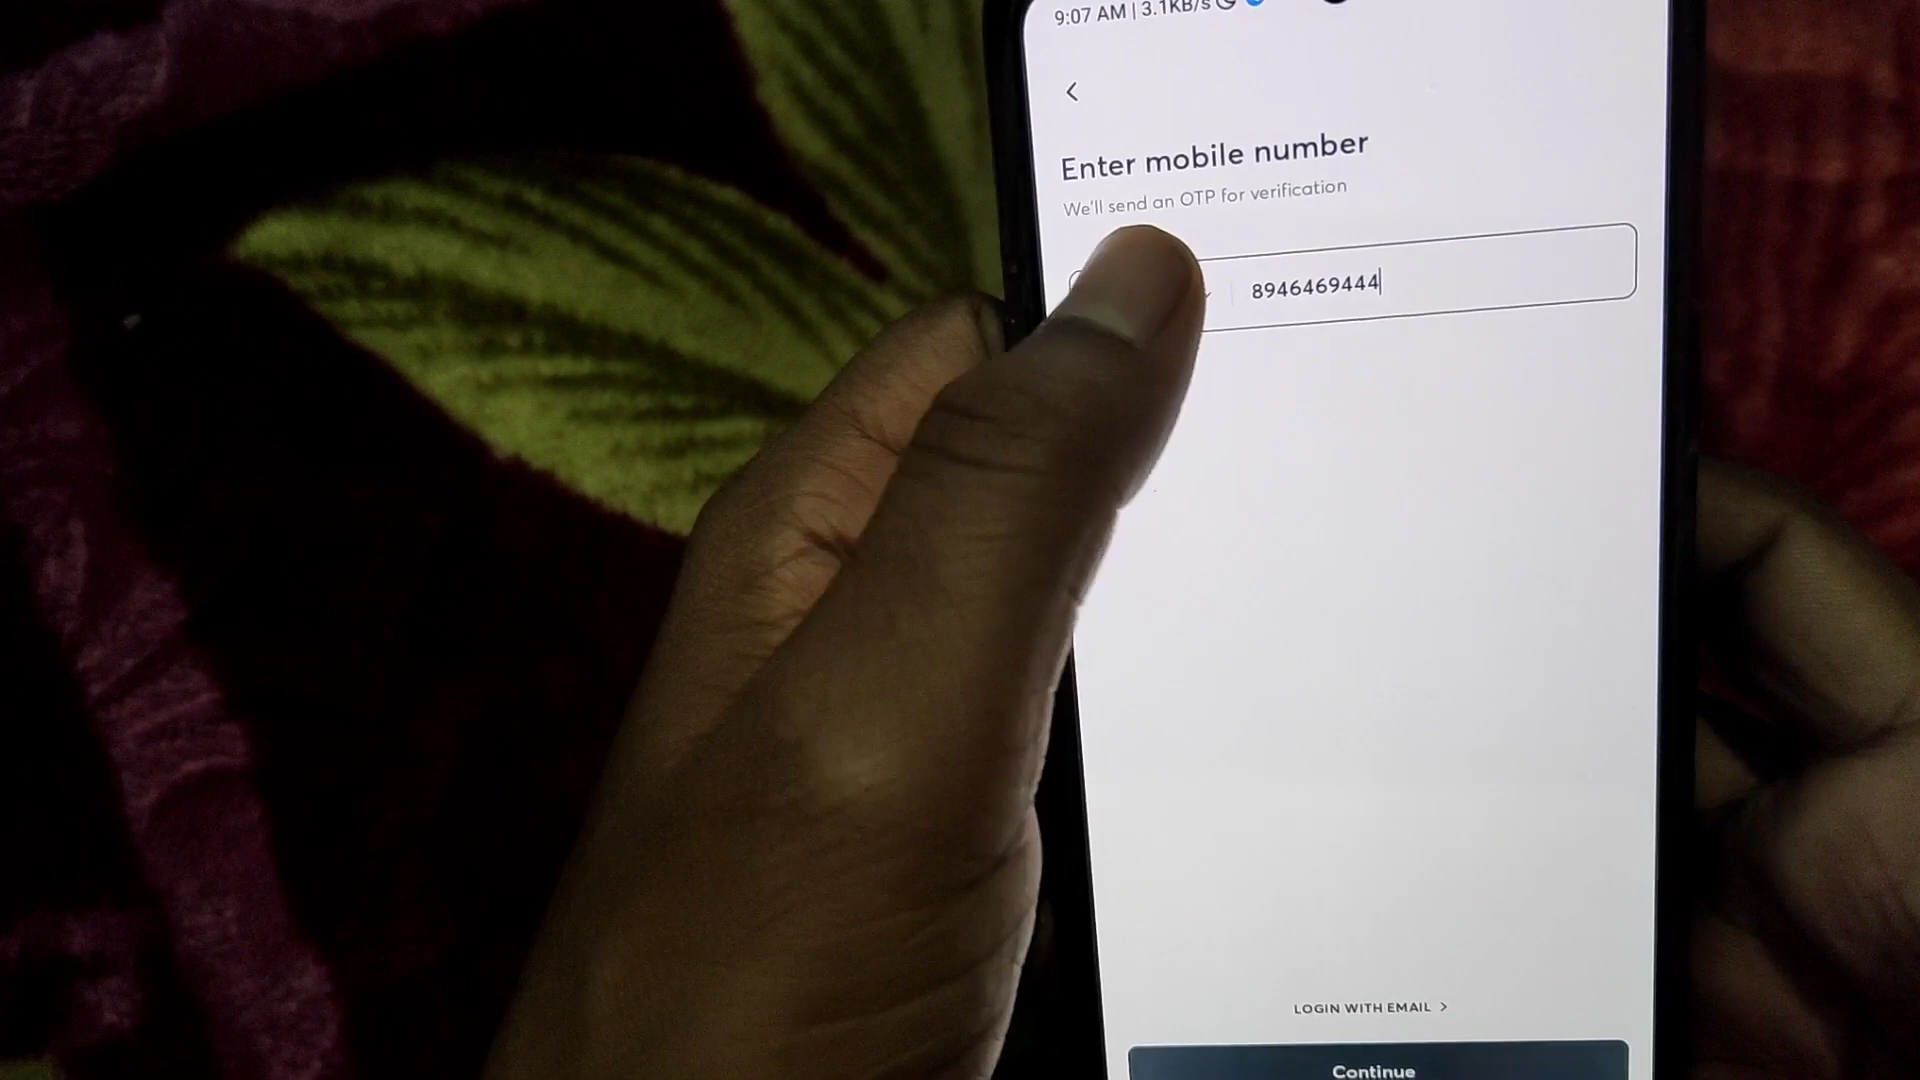 9:07 AM | 3.1KB/s
Enter mobile number
We'll send an OTP for verification
8946469444
LOGIN WITH EMAIL >
Continue